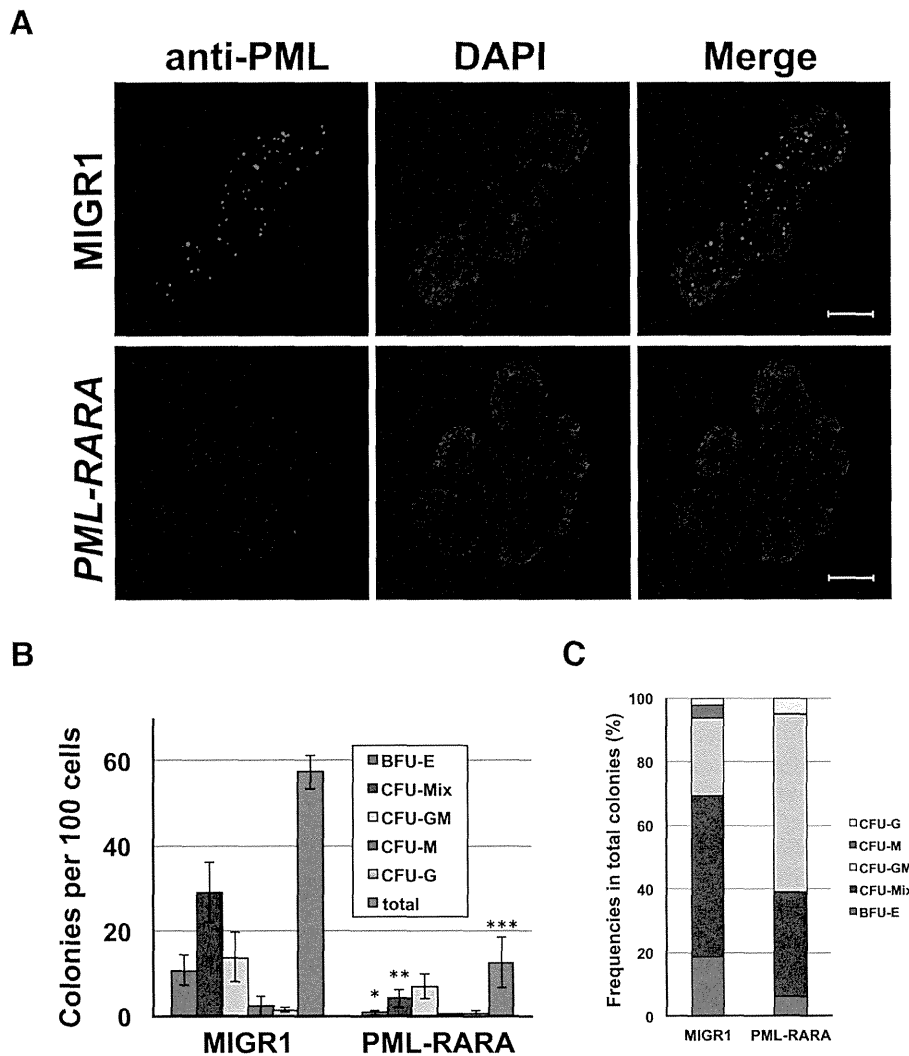 A
anti-PML DAPI Merge
MIGR1
PML-RARA
B
Colonies per 100 cells
60
40
20
0
BFU-E
CFU-Mix
CFU-GM
CFU-M
CFU-G
total
* ** ***
MIGR1 PML-RARA
C
Frequencies in total colonies (%)
100
80
60
40
20
0
CFU-G
CFU-M
CFU-GM
CFU-Mix
BFU-E
MIGR1 PML-RARA